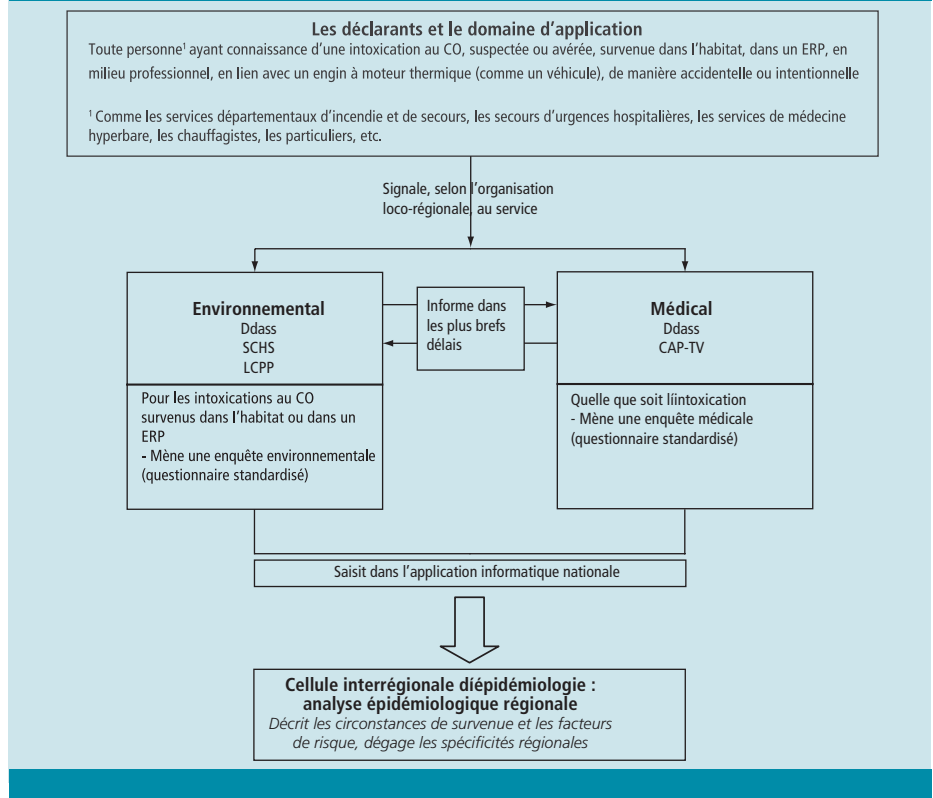 Les déclarants et le domaine d'application
Toute personne¹ ayant connaissance d'une intoxication au CO, suspectée ou avérée, survenue dans l'habitat, dans un ERP, en
milieu professionnel, en lien avec un engin à moteur thermique (comme un véhicule), de manière accidentelle ou intentionnelle
¹ Comme les services départementaux d'incendie et de secours, les secours d'urgences hospitalières, les services de médecine
hyperbare, les chauffagistes, les particuliers, etc.
Signale, selon l'organisation
loco-régionale, au service
Environnemental
Ddass
SCHS
LCPP
Pour les intoxications au CO
survenus dans l'habitat ou dans un
ERP
- Mène une enquête environnementale
(questionnaire standardisé)
Informe dans
les plus brefs
délais
Médical
Ddass
CAP-TV
Quelle que soit líintoxication
- Mène une enquête médicale
(questionnaire standardisé)
Saisit dans l'application informatique nationale
Cellule interrégionale díépidémiologie :
analyse épidémiologique régionale
Décrit les circonstances de survenue et les facteurs
de risque, dégage les spécificités régionales